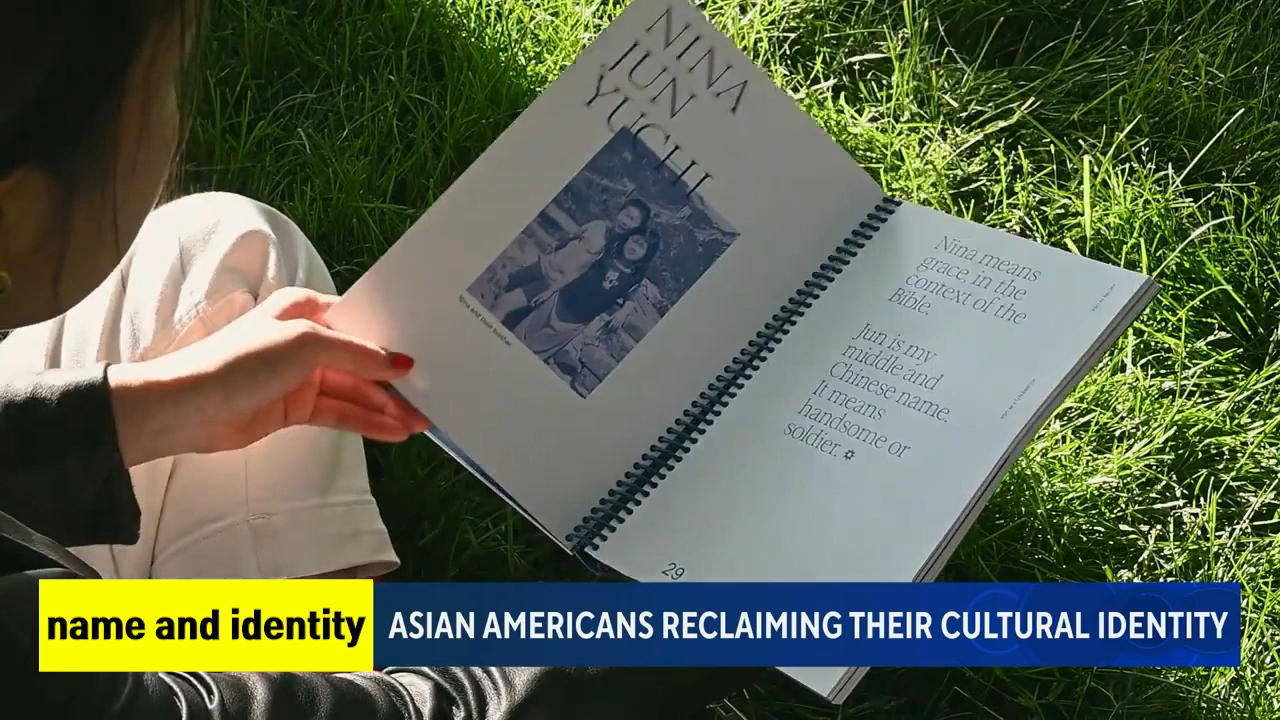 NINA
JUN
YUCHI
Nina means
grace, in the
context of the
Bible.
Jun is my
middle and
Chinese name.
It means
handsome or
soldier.
29
name and identity
ASIAN AMERICANS RECLAIMING THEIR CULTURAL IDENTITY